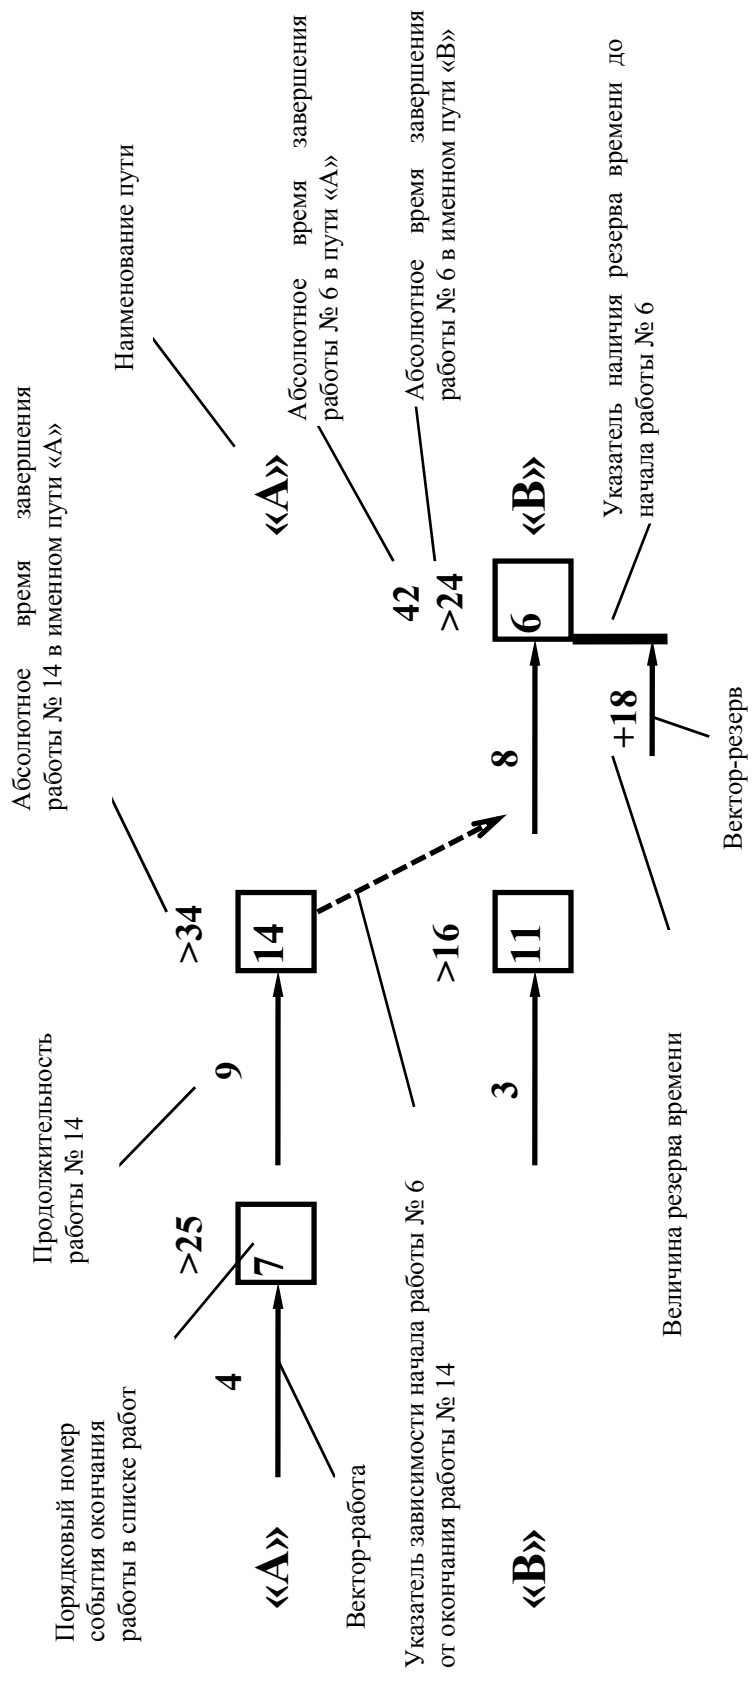 Абсолютное время завершения
работы № 14 в именном пути «А»
Порядковый номер
события окончания
работы в списке работ
Продолжительность
работы № 14
Наименование пути
4
>25
7
9
>34
14
«А»
«А»
Абсолютное время завершения
работы № 6 в пути «А»
Вектор-работа
Абсолютное время завершения
работы № 6 в именном пути «В»
Указатель зависимости начала работы № 6
от окончания работы № 14
42
>24
>16
«В»
3
11
8
6
«В»
+18
Указатель наличия резерва времени до
начала работы № 6
Величина резерва времени
Вектор-резерв